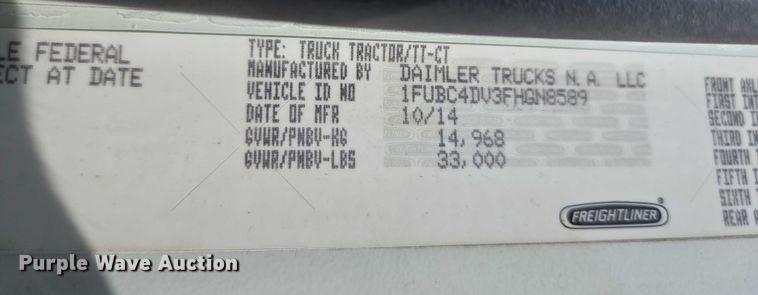 LE FEDERAL
ECT AT DATE
TYPE: TRUCK TRACTOR/TT-CT
MANUFACTURED BY DAIMLER TRUCKS N. A. LLC
VEHICLE ID NO 1FUBC4DV3FHGN8589
DATE OF MFR 10/14
GVWR/PNBV-KG 14,968
GVWR/PNBV-LBS 33,000
FRONT AXL
FIRST INT
SECOND I
THIRD IN
FOURTH
FIFTH I
SIXTH
REAR A
FREIGHTLINER®
Purple Wave Auction